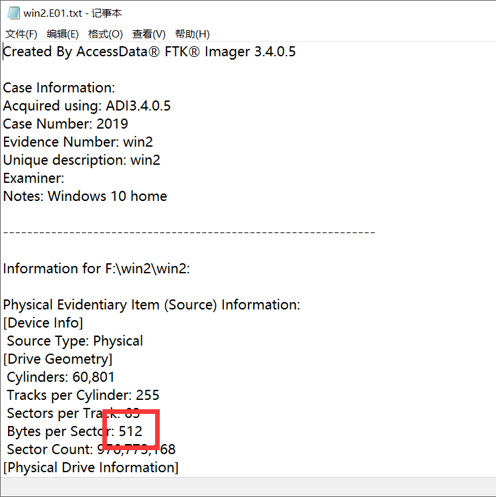 win2.E01.txt - 记事本
文件(F) 编辑(E) 格式(O) 查看(V) 帮助(H)
Created By AccessData® FTK® Imager 3.4.0.5
Case Information:
Acquired using: ADI3.4.0.5
Case Number: 2019
Evidence Number: win2
Unique description: win2
Examiner:
Notes: Windows 10 home
--------------------------------------------------------------
Information for F:\win2\win2:
Physical Evidentiary Item (Source) Information:
[Device Info]
Source Type: Physical
[Drive Geometry]
Cylinders: 60,801
Tracks per Cylinder: 255
Sectors per Track: 63
Bytes per Sector: 512
Sector Count: 976,773,168
[Physical Drive Information]